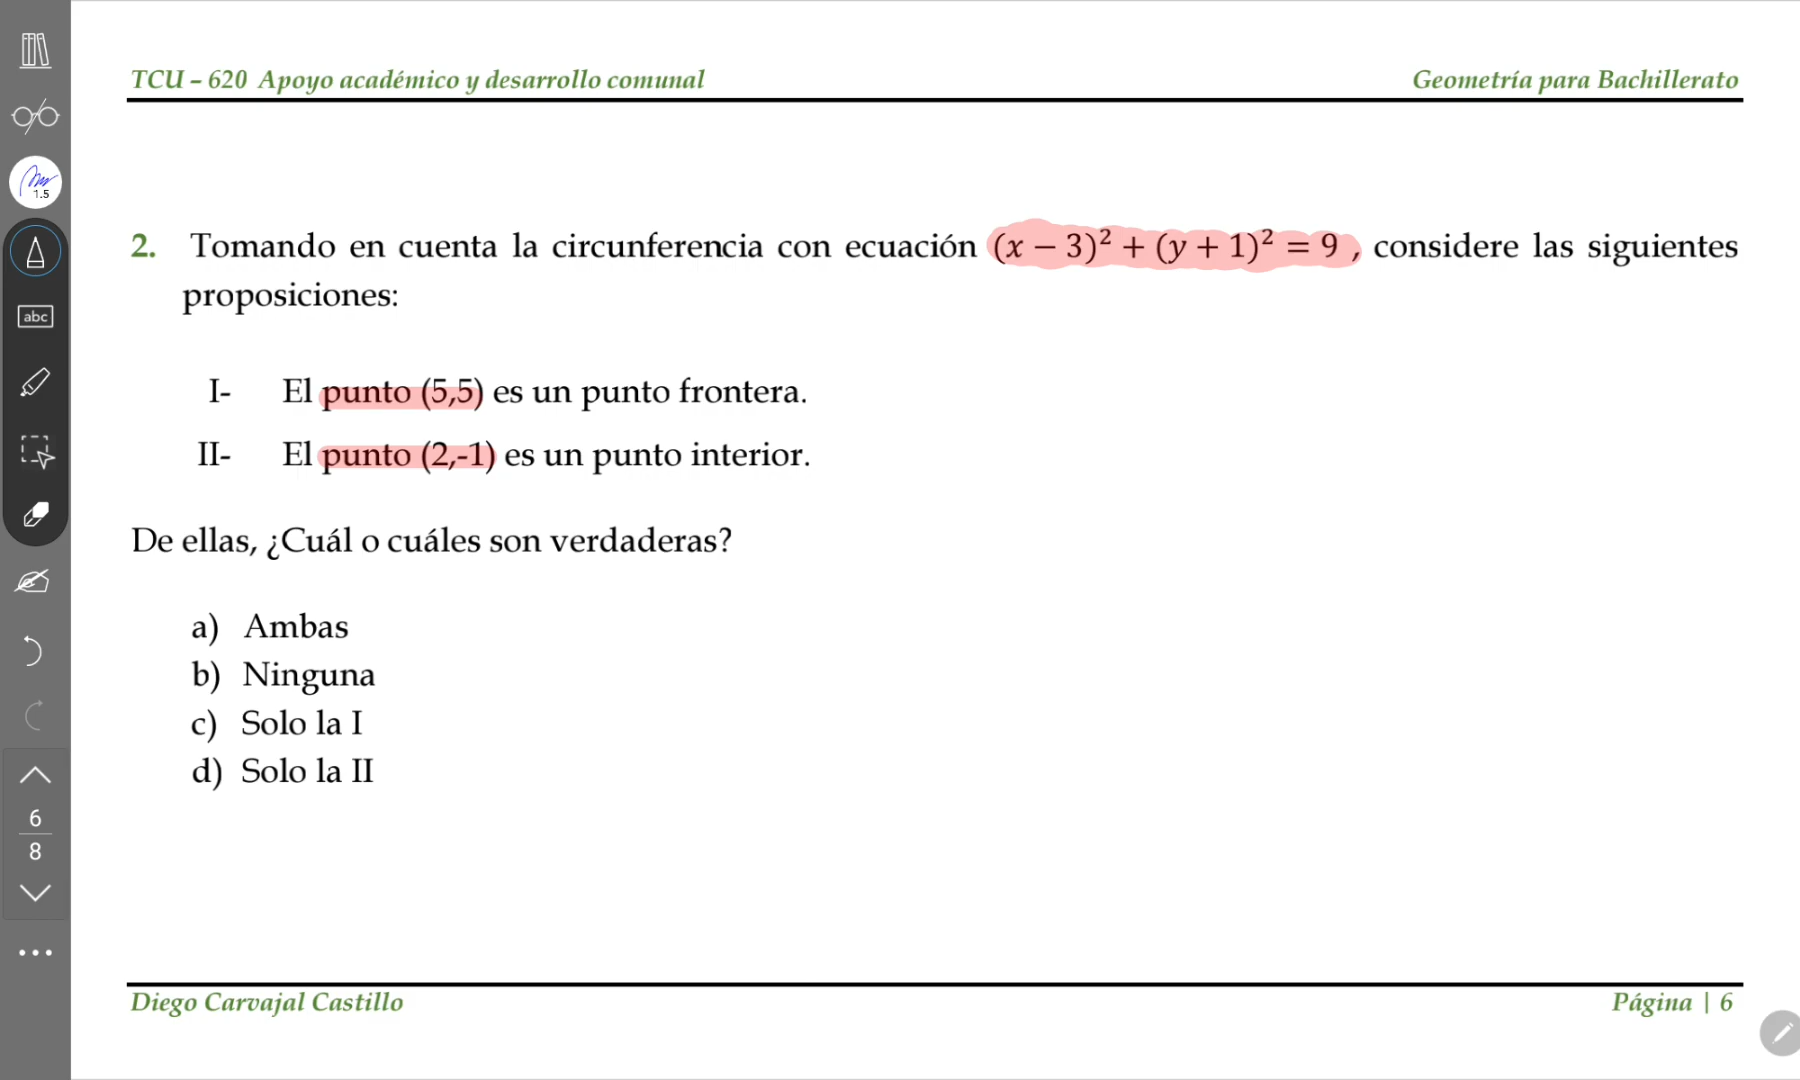 TCU – 620 Apoyo académico y desarrollo comunal
Geometría para Bachillerato
1.5
abc
2. Tomando en cuenta la circunferencia con ecuación (x − 3)² + (y + 1)² = 9 , considere las siguientes
proposiciones:
I- El punto (5,5) es un punto frontera.
II- El punto (2,-1) es un punto interior.
De ellas, ¿Cuál o cuáles son verdaderas?
a) Ambas
b) Ninguna
c) Solo la I
d) Solo la II
6
8
Diego Carvajal Castillo
Página | 6